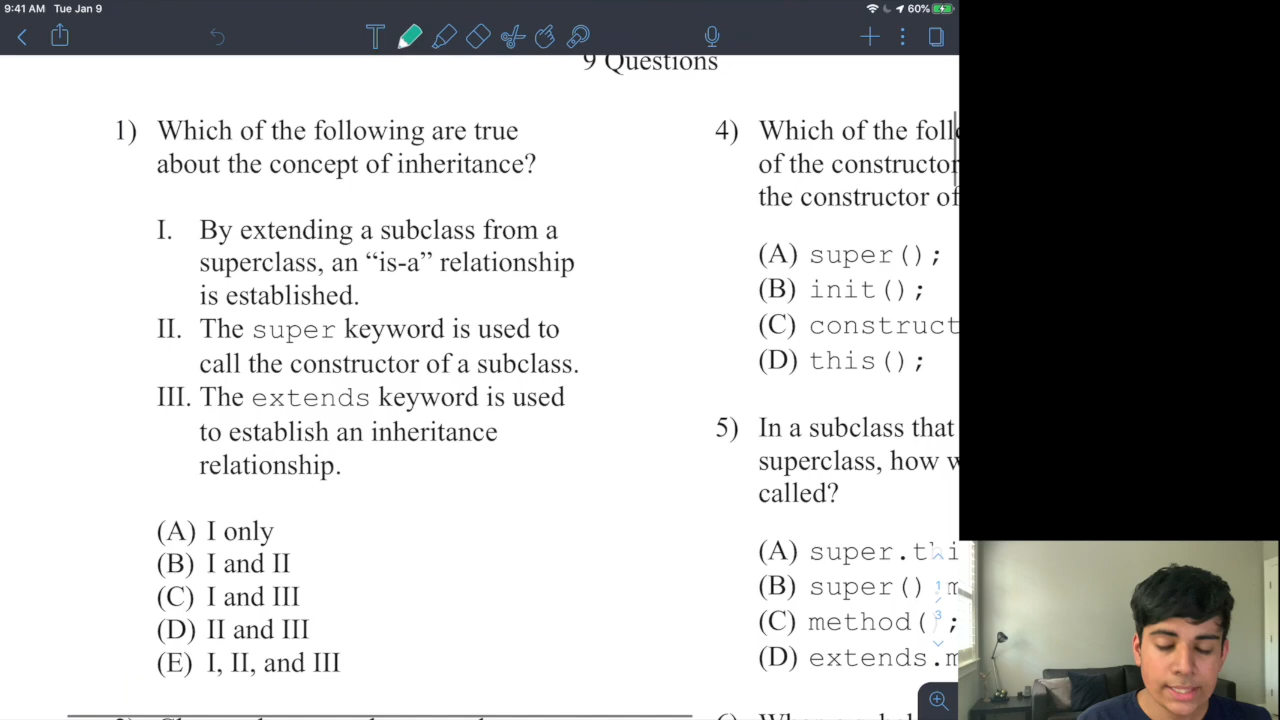 9:41 AM Tue Jan 9
60%
T
9 Questions
1) Which of the following are true
about the concept of inheritance?
I. By extending a subclass from a
superclass, an “is-a” relationship
is established.
II. The super keyword is used to
call the constructor of a subclass.
III. The extends keyword is used
to establish an inheritance
relationship.
(A) I only
(B) I and II
(C) I and III
(D) II and III
(E) I, II, and III
4) Which of the foll
of the constructor
the constructor of
(A) super();
(B) init();
(C) construct
(D) this();
5) In a subclass that
superclass, how w
called?
(A) super.thi
(B) super().m
(C) method();
(D) extends.m
1
3